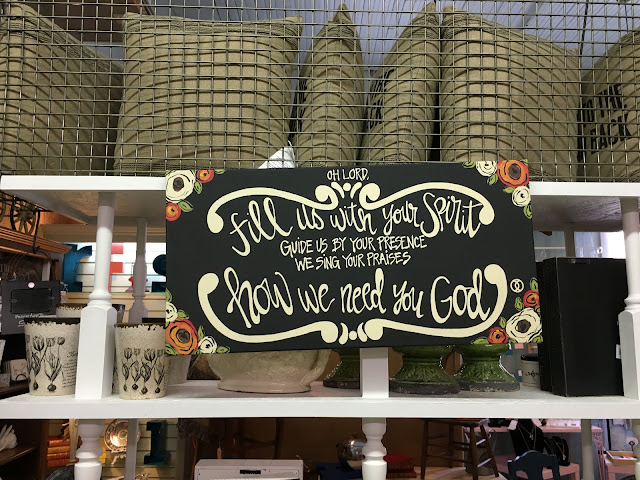 OH LORD,
fill us with your Spirit
GUIDE US BY YOUR PRESENCE
WE SING YOUR PRAISES
how we need you God